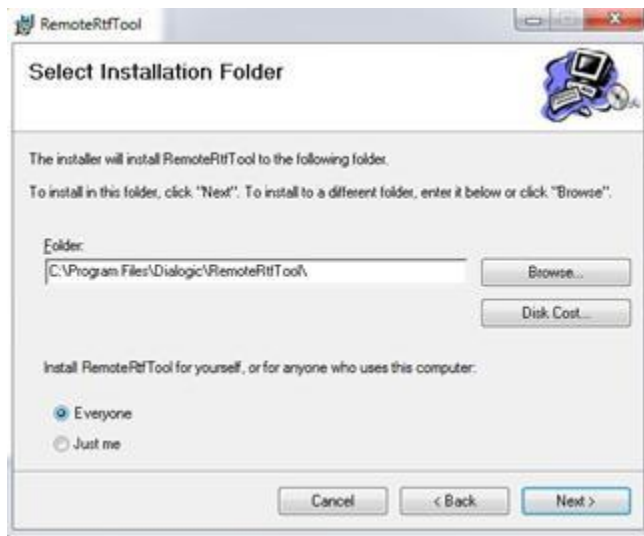 RemoteRtfTool
Select Installation Folder
The installer will install RemoteRtfTool to the following folder.
To install in this folder, click "Next". To install to a different folder, enter it below or click "Browse".
Folder:
C:\Program Files\Dialogic\RemoteRtfTool\
Browse...
Disk Cost...
Install RemoteRtfTool for yourself, or for anyone who uses this computer:
Everyone
Just me
Cancel
< Back
Next >